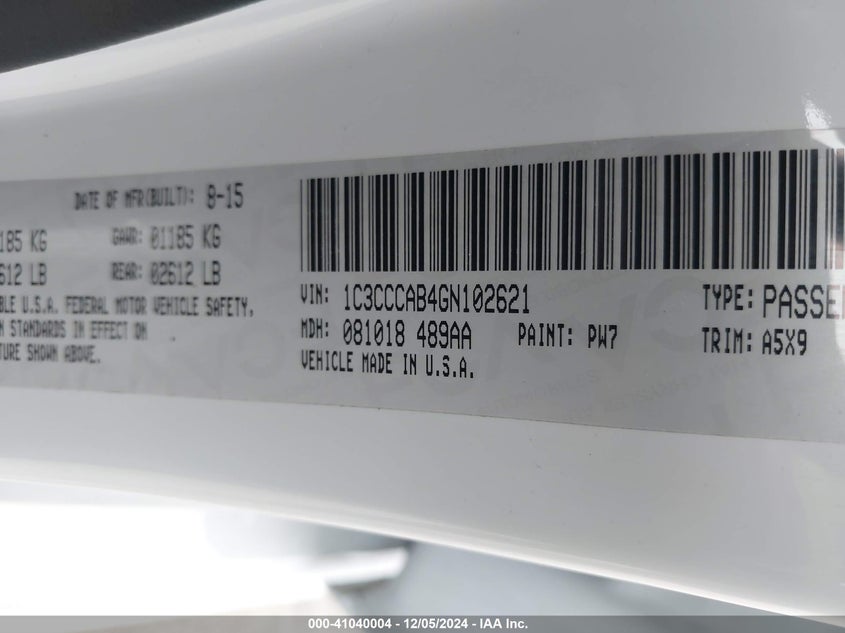 DATE OF MFR(BUILT): 8-15
185 KG GAWR: 01185 KG
612 LB REAR: 02612 LB
BLE U.S.A. FEDERAL MOTOR VEHICLE SAFETY,
N STANDARDS IN EFFECT ON
TURE SHOWN ABOVE.
VIN: 1C3CCCAB4GN102621 TYPE: PASSE
MDH: 081018 489AA PAINT: PW7 TRIM: A5X9
VEHICLE MADE IN U.S.A.
000-41040004 - 12/05/2024 - IAA Inc.